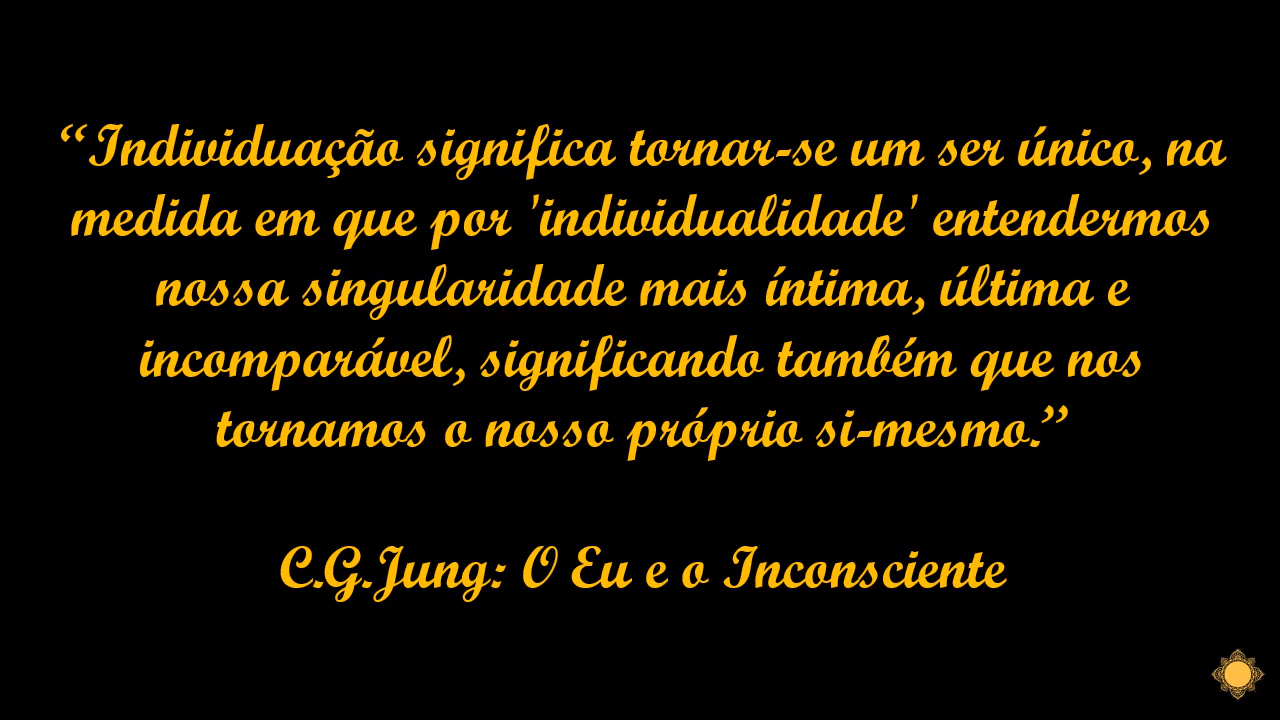 “Individuação significa tornar-se um ser único, na
medida em que por 'individualidade' entendermos
nossa singularidade mais íntima, última e
incomparável, significando também que nos
tornamos o nosso próprio si-mesmo.”
C.G.Jung: O Eu e o Inconsciente